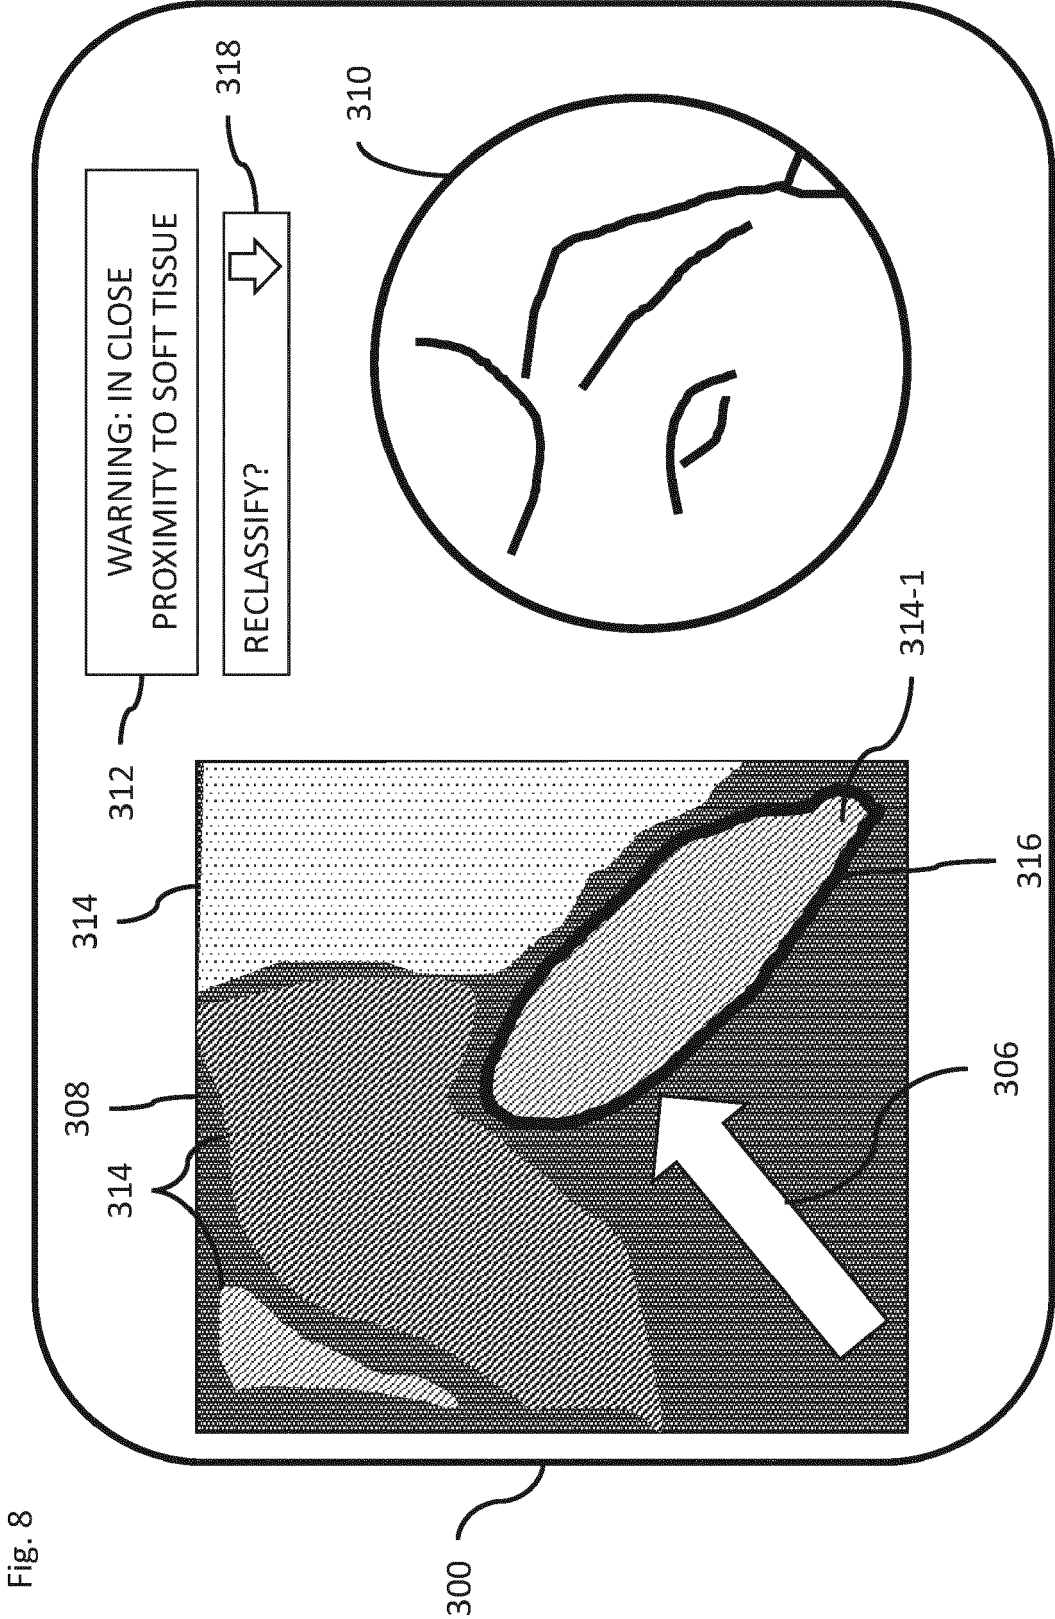 Fig. 8
300
314
308
314
312
WARNING: IN CLOSE
PROXIMITY TO SOFT TISSUE
318
RECLASSIFY?
310
306
316
314-1